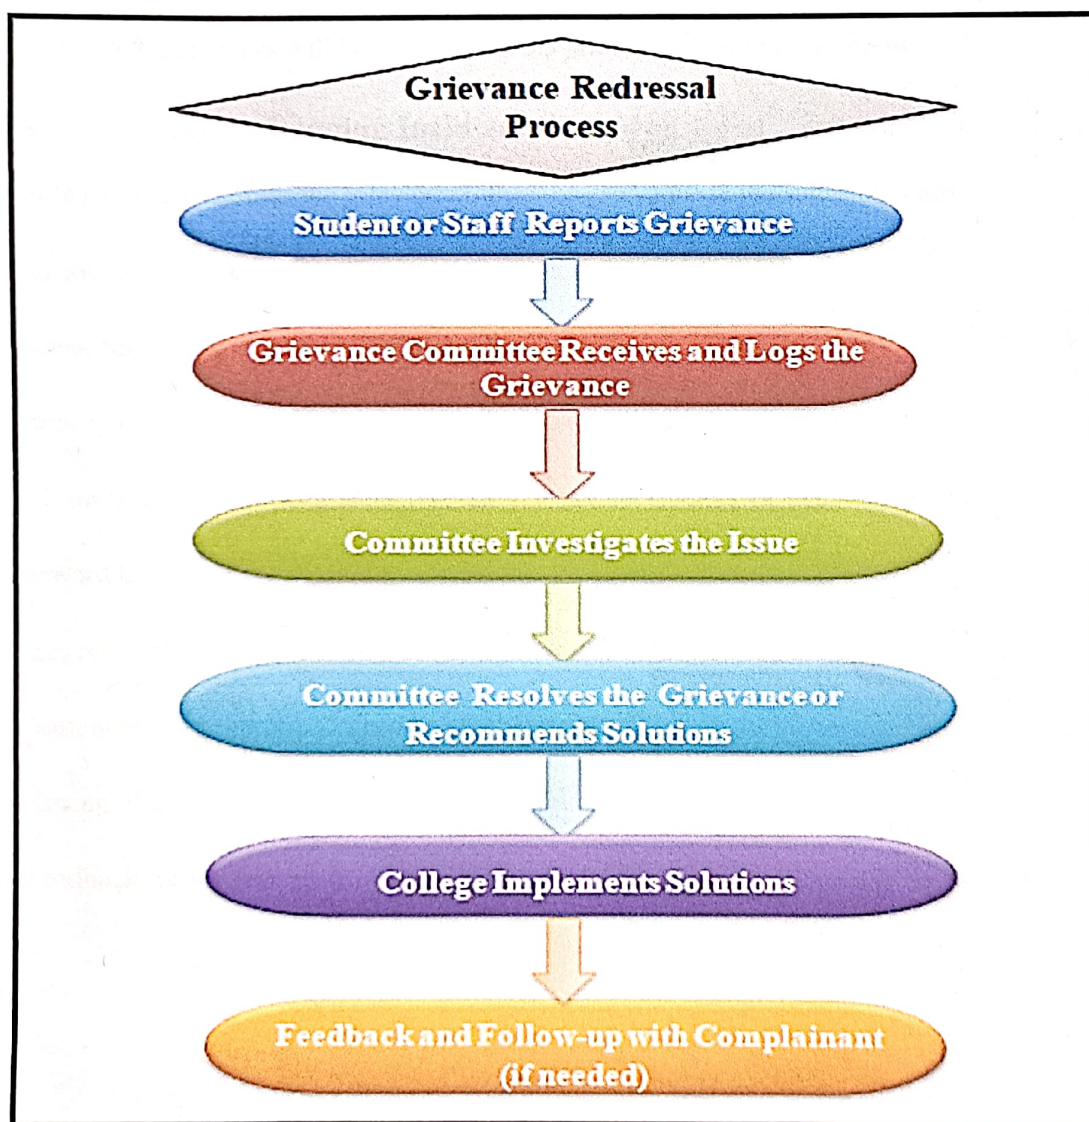 Grievance Redressal
Process
Student or Staff Reports Grievance
Grievance Committee Receives and Logs the
Grievance
Committee Investigates the Issue
Committee Resolves the Grievance or
Recommends Solutions
College Implements Solutions
Feedback and Follow-up with Complainant
(if needed)